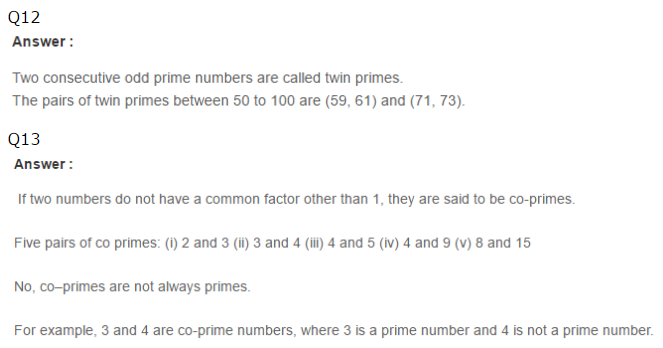 Q12
Answer :
Two consecutive odd prime numbers are called twin primes.
The pairs of twin primes between 50 to 100 are (59, 61) and (71, 73).
Q13
Answer :
If two numbers do not have a common factor other than 1, they are said to be co-primes.
Five pairs of co primes: (i) 2 and 3 (ii) 3 and 4 (iii) 4 and 5 (iv) 4 and 9 (v) 8 and 15
No, co–primes are not always primes.
For example, 3 and 4 are co-prime numbers, where 3 is a prime number and 4 is not a prime number.